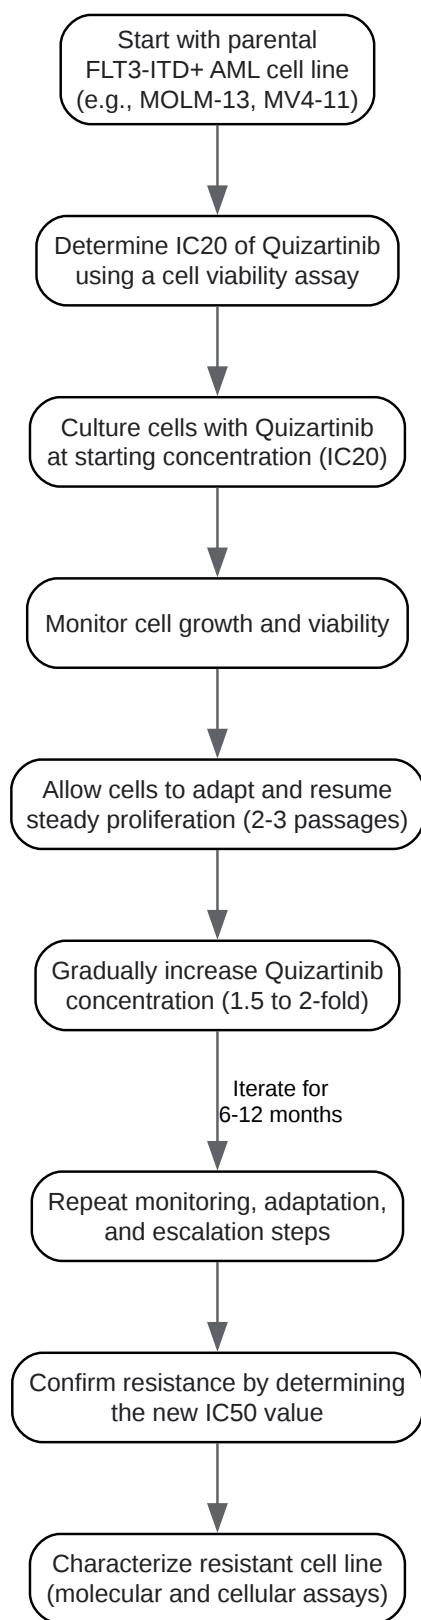 Start with parental
FLT3-ITD+ AML cell line
(e.g., MOLM-13, MV4-11)
Determine IC20 of Quizartinib
using a cell viability assay
Culture cells with Quizartinib
at starting concentration (IC20)
Monitor cell growth and viability
Allow cells to adapt and resume
steady proliferation (2-3 passages)
Gradually increase Quizartinib
concentration (1.5 to 2-fold)
Iterate for
6-12 months
Repeat monitoring, adaptation,
and escalation steps
Confirm resistance by determining
the new IC50 value
Characterize resistant cell line
(molecular and cellular assays)